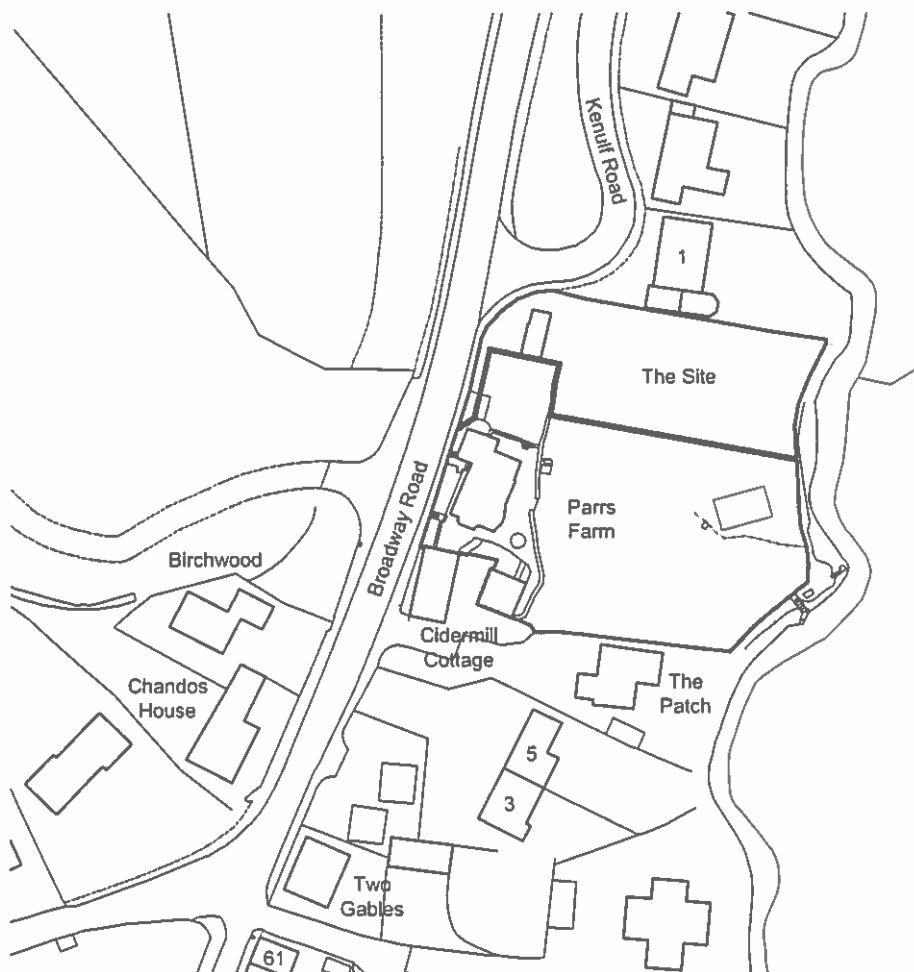 Kenulf Road
1
The Site
Broadway Road
Parrs
Farm
Birchwood
Cidermill
Cottage
Chandos
House
The
Patch
5
3
Two
Gables
61